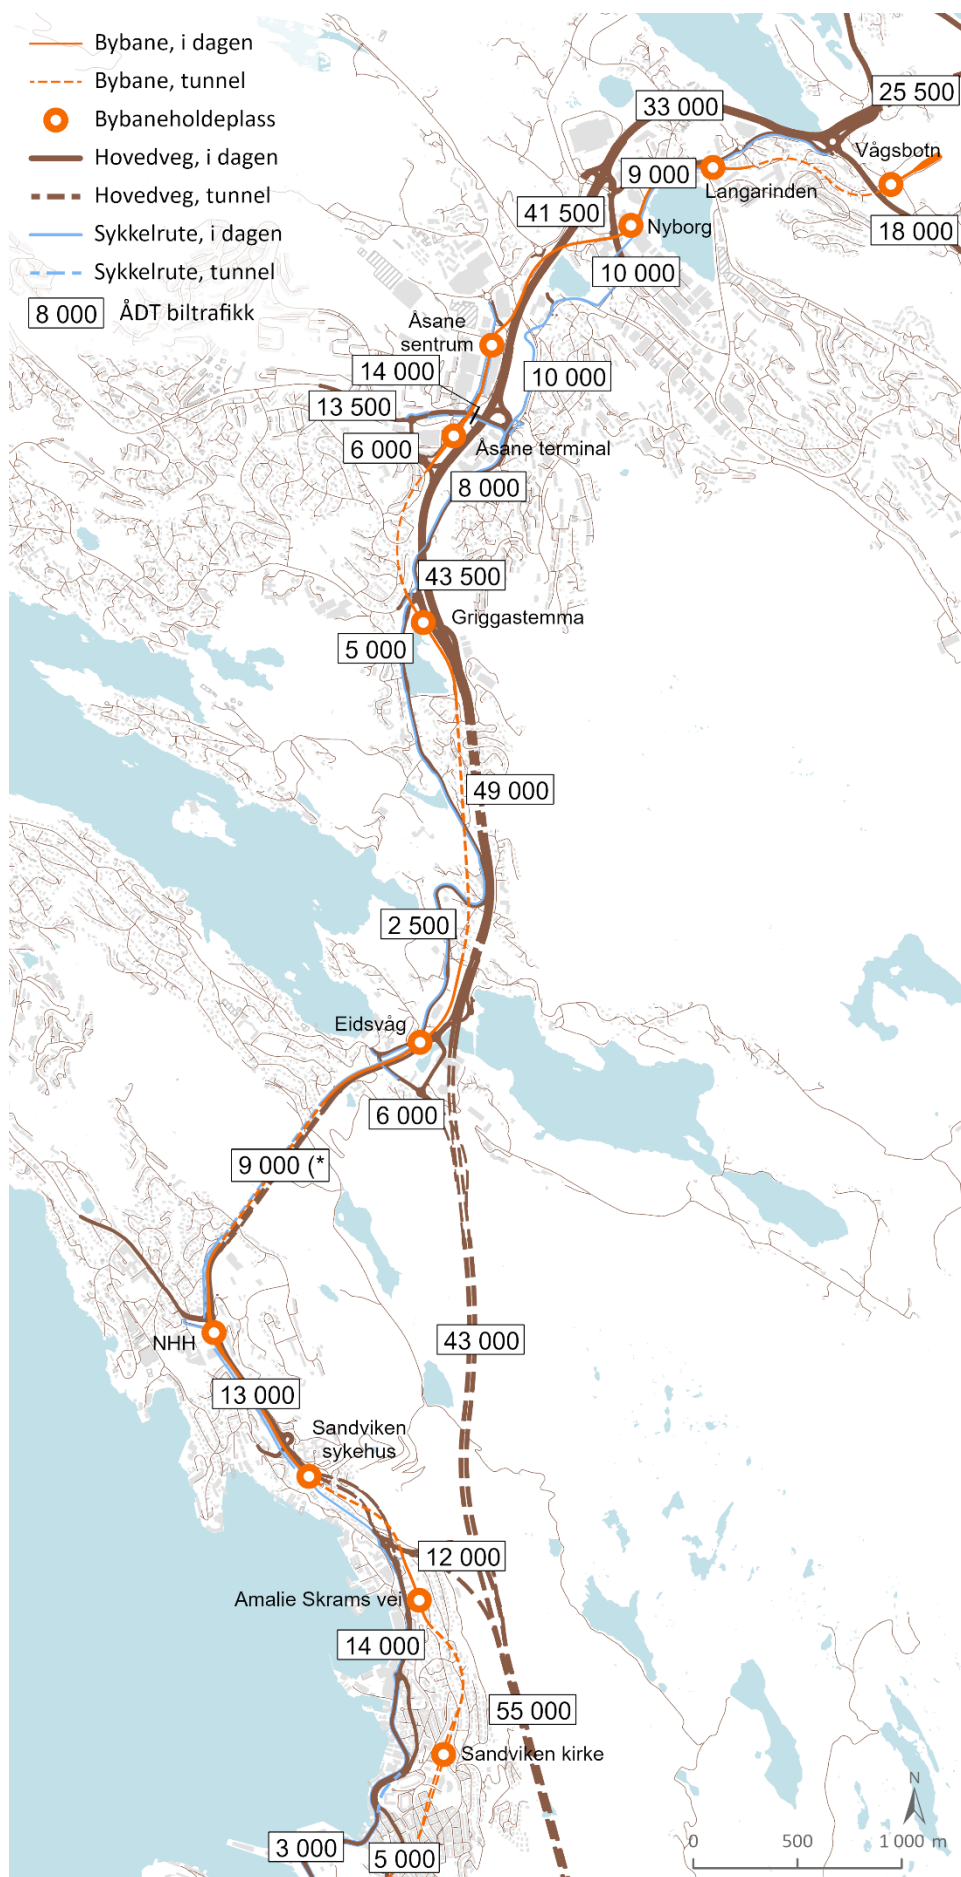 Bybane, i dagen
Bybane, tunnel
Bybaneholdeplass
Hovedveg, i dagen
Hovedveg, tunnel
Sykkelrute, i dagen
Sykkelrute, tunnel
8 000 ÅDT biltrafikk
25 500
33 000
Vågsbotn
9 000
Langarinden
41 500
Nyborg
18 000
10 000
Åsane
sentrum
14 000
10 000
13 500
6 000
Åsane terminal
8 000
43 500
Griggastemma
5 000
49 000
2 500
Eidsvåg
6 000
9 000 (*
NHH
43 000
13 000
Sandviken
sykehus
12 000
Amalie Skrams vei
14 000
55 000
Sandviken kirke
N
3 000
5 000
0 500 1 000 m